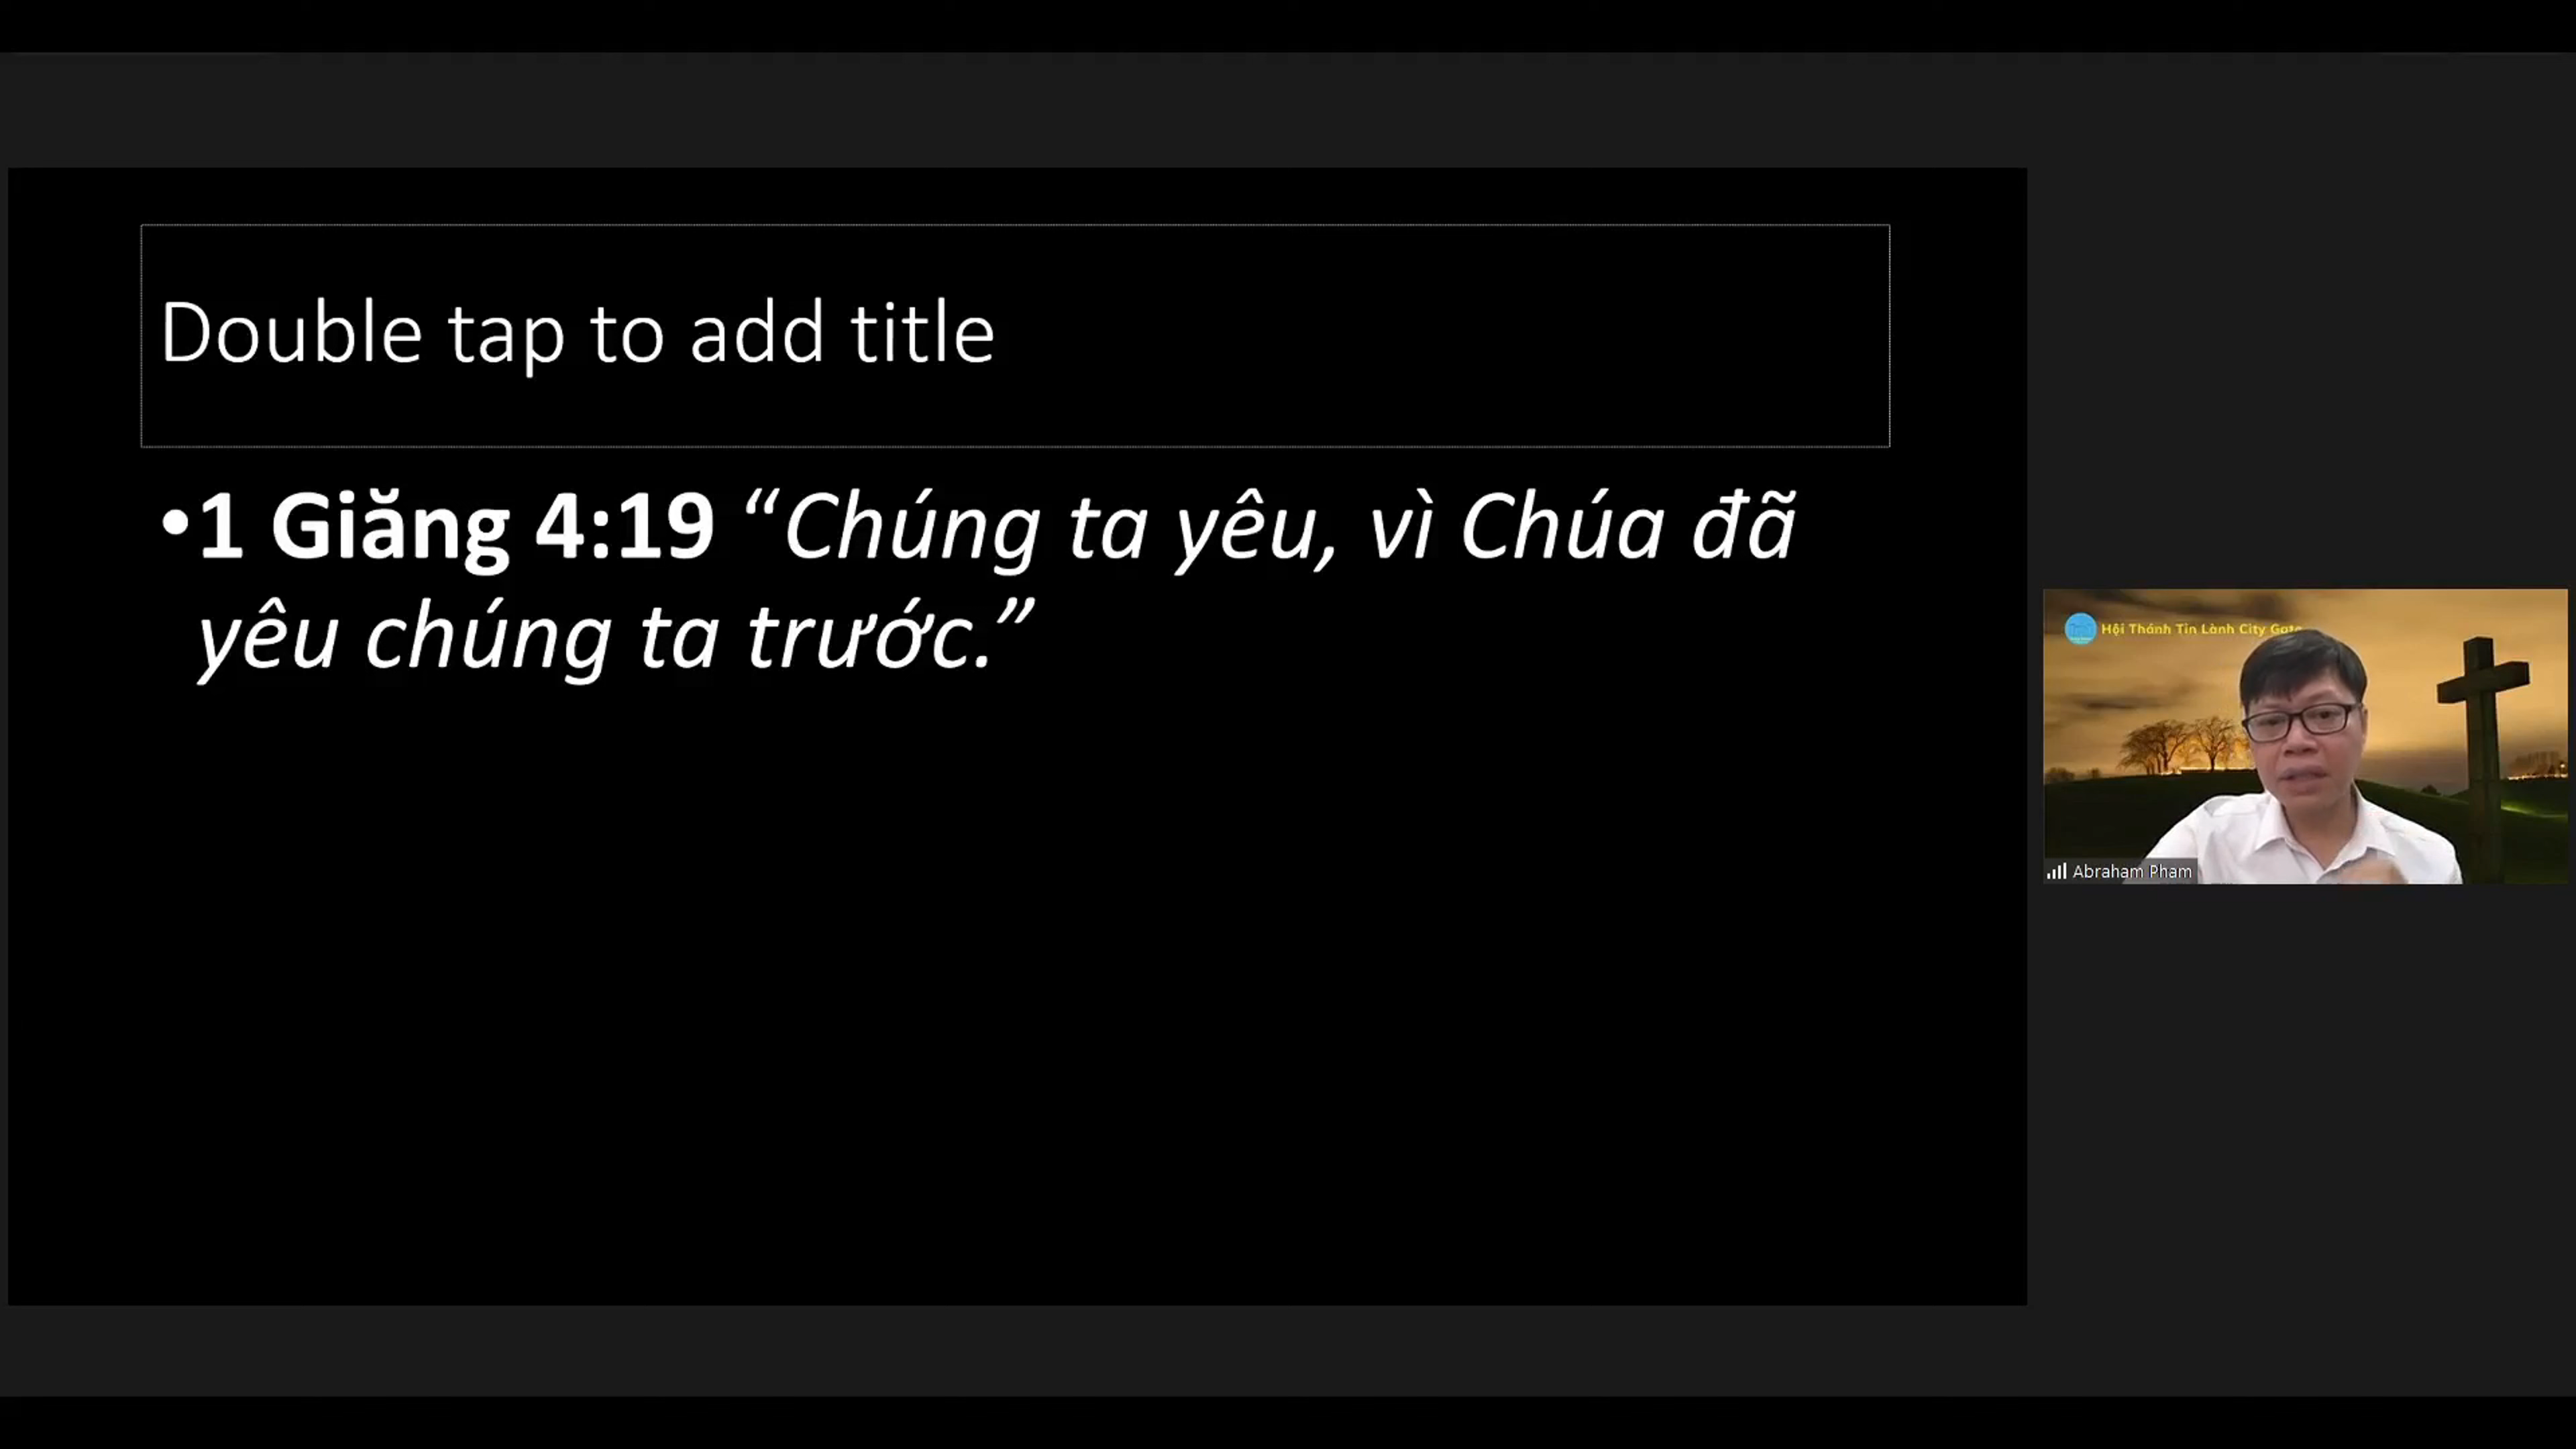 Double tap to add title
•1 Giăng 4:19 “Chúng ta yêu, vì Chúa đã
yêu chúng ta trước.”
Hội Thánh Tin Lành City Gate
Abraham Pham